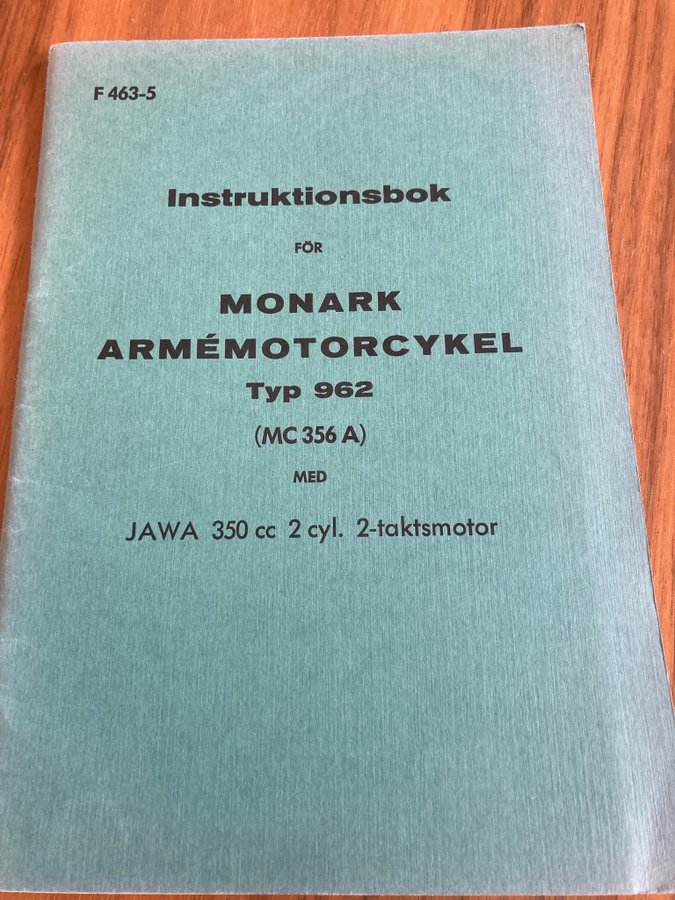 F 463-5
Instruktionsbok
FÖR
MONARK
ARMÉMOTORCYKEL
Typ 962
(MC 356 A)
MED
JAWA 350 cc 2 cyl. 2-taktsmotor